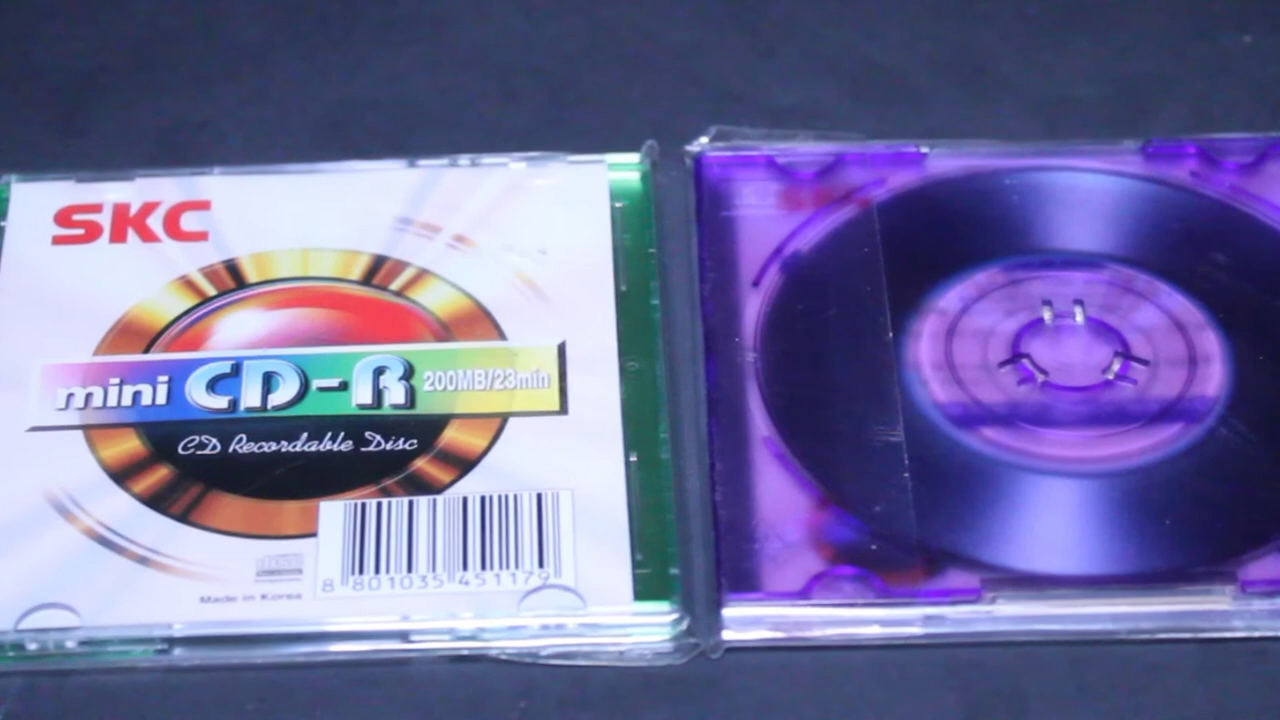 SKC
mini CD-R 200MB/23min
CD Recordable Disc
8 801035 451179
Made in Korea